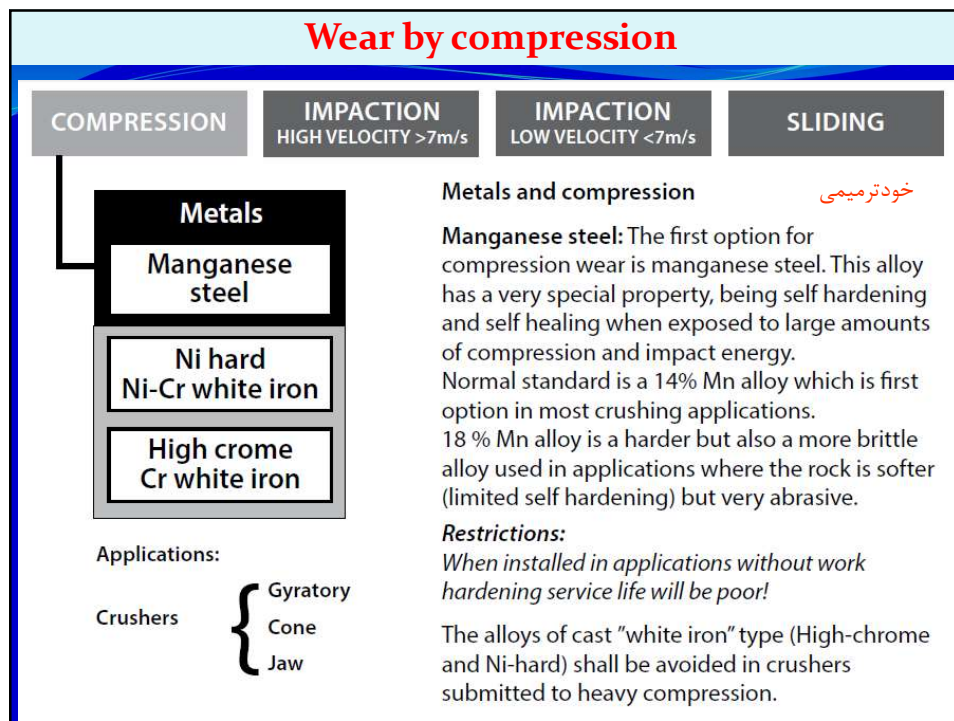 Wear by compression
COMPRESSION
IMPACTION
HIGH VELOCITY >7m/s
IMPACTION
LOW VELOCITY <7m/s
SLIDING
Metals
Manganese
steel
Ni hard
Ni-Cr white iron
High crome
Cr white iron
Applications:
Crushers
Gyratory
Cone
Jaw
Metals and compression
خودترمیمی
Manganese steel: The first option for
compression wear is manganese steel. This alloy
has a very special property, being self hardening
and self healing when exposed to large amounts
of compression and impact energy.
Normal standard is a 14% Mn alloy which is first
option in most crushing applications.
18 % Mn alloy is a harder but also a more brittle
alloy used in applications where the rock is softer
(limited self hardening) but very abrasive.
Restrictions:
When installed in applications without work
hardening service life will be poor!
The alloys of cast ”white iron” type (High-chrome
and Ni-hard) shall be avoided in crushers
submitted to heavy compression.